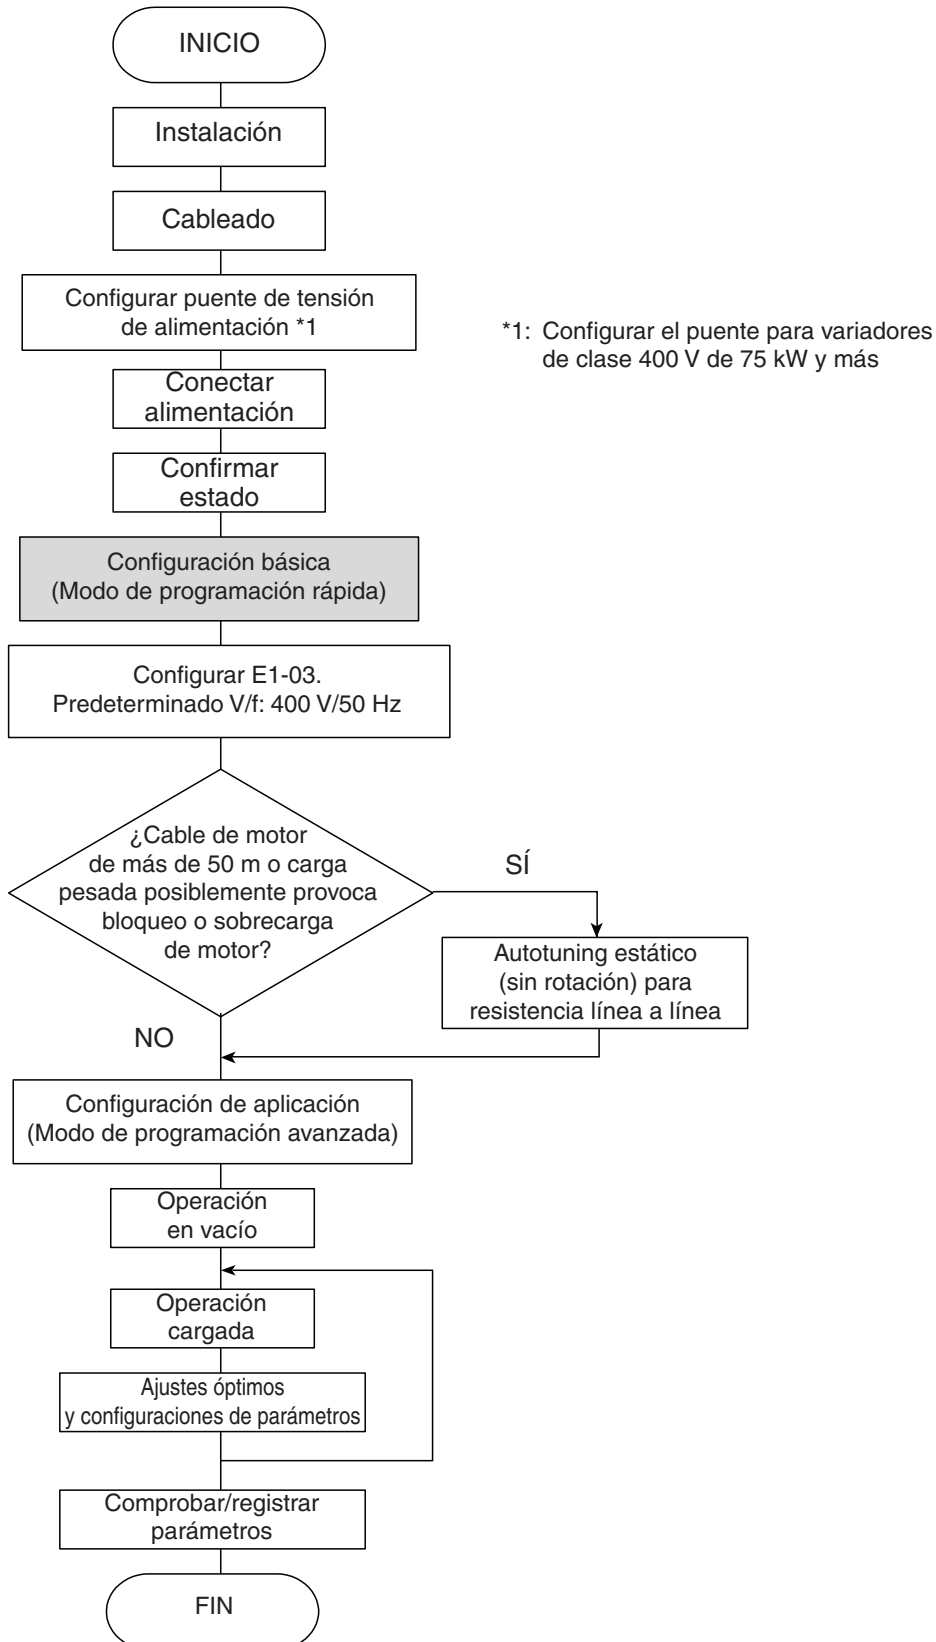 INICIO
Instalación
Cableado
Configurar puente de tensión
de alimentación *1
*1: Configurar el puente para variadores
de clase 400 V de 75 kW y más
Conectar
alimentación
Confirmar
estado
Configuración básica
(Modo de programación rápida)
Configurar E1-03.
Predeterminado V/f: 400 V/50 Hz
¿Cable de motor
de más de 50 m o carga
pesada posiblemente provoca
bloqueo o sobrecarga
de motor?
SÍ
Autotuning estático
(sin rotación) para
resistencia línea a línea
NO
Configuración de aplicación
(Modo de programación avanzada)
Operación
en vacío
Operación
cargada
Ajustes óptimos
y configuraciones de parámetros
Comprobar/registrar
parámetros
FIN